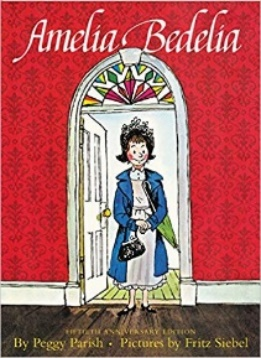 Amelia Bedelia
FIFTIETH ANNIVERSARY EDITION
By Peggy Parish • Pictures by Fritz Siebel